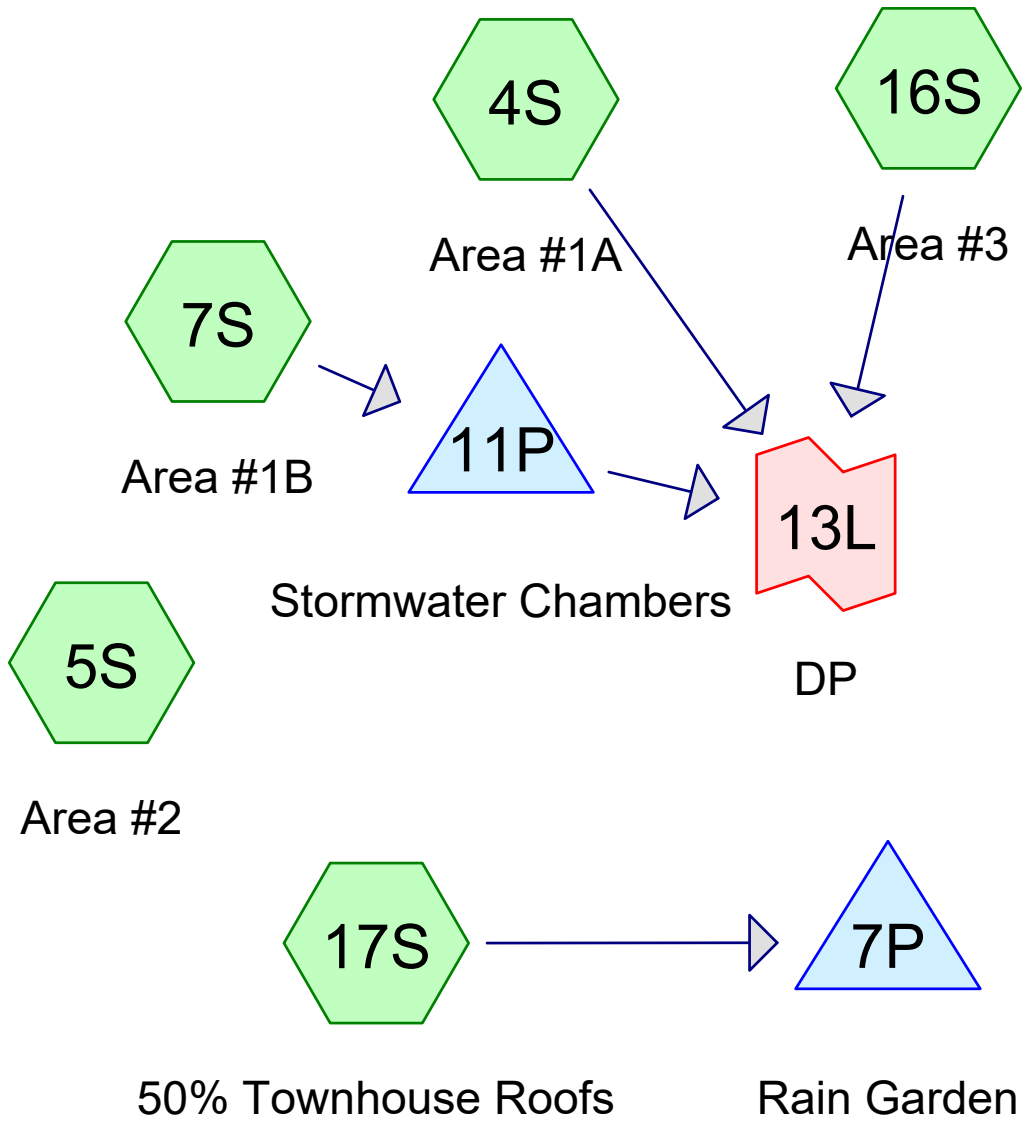 4S
Area #1A
16S
Area #3
7S
Area #1B
11P
Stormwater Chambers
13L
DP
5S
Area #2
17S
50% Townhouse Roofs
7P
Rain Garden